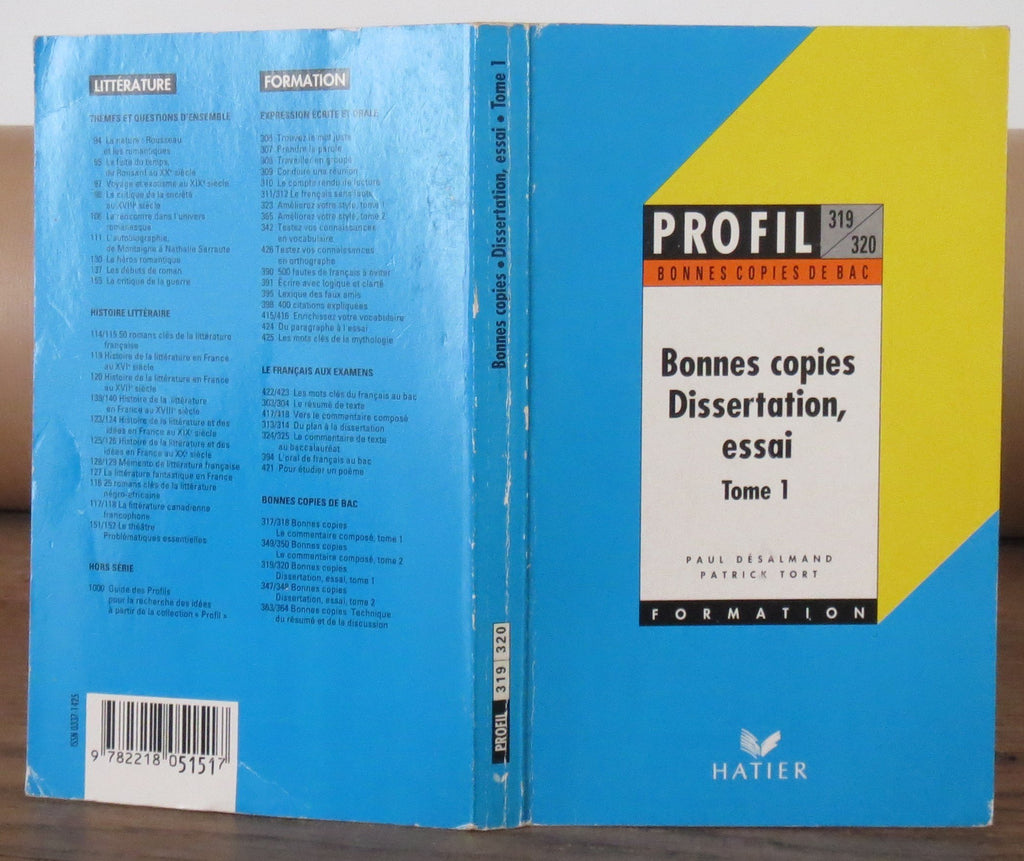 LITTÉRATURE
THEMES ET QUESTIONS D'ENSEMBLE
94 La nature : Rousseau
et les romantiques
95 La fuite du temps,
de Ronsard au XXe siècle
97 Voyage et exotisme au XIXe siècle
98 La critique de la société
au XVIIIe siècle
106 La rencontre dans l'univers
romanesque
111 L'autobiographie,
de Montaigne à Nathalie Sarraute
130 Le héros romantique
137 Les débuts de roman
155 La critique de la guerre
HISTOIRE LITTÉRAIRE
114/115 50 romans clés de la littérature
française
119 Histoire de la littérature en France
au XVIe siècle
120 Histoire de la littérature en France
au XVIIe siècle
139/140 Histoire de la littérature
en France au XVIIIe siècle
123/124 Histoire de la littérature et des
idées en France au XIXe siècle
125/126 Histoire de la littérature et des
idées en France au XXe siècle
128/129 Mémento de littérature française
127 La littérature fantastique en France
116 25 romans clés de la littérature
négro-africaine
117/118 La littérature canadienne
francophone
151/152 Le théâtre
Problématiques essentielles
HORS SÉRIE
1000 Guide des Profils
pour la recherche des idées
à partir de la collection « Profil »
FORMATION
EXPRESSION ÉCRITE ET ORALE
305 Trouvez le mot juste
307 Prendre la parole
308 Travailler en groupe
309 Conduire une réunion
310 Le compte rendu de lecture
311/312 Le français sans faute
323 Améliorez votre style, tome 1
365 Améliorez votre style, tome 2
342 Testez vos connaissances
en vocabulaire
426 Testez vos connaissances
en orthographe
390 500 fautes de français à éviter
391 Écrire avec logique et clarté
395 Lexique des faux amis
398 400 citations expliquées
415/416 Enrichissez votre vocabulaire
424 Du paragraphe à l'essai
425 Les mots clés de la mythologie
LE FRANÇAIS AUX EXAMENS
422/423 Les mots clés du français au bac
303/304 Le résumé de texte
417/418 Vers le commentaire composé
313/314 Du plan à la dissertation
324/325 Le commentaire de texte
au baccalauréat
394 L'oral de français au bac
421 Pour étudier un poème
BONNES COPIES DE BAC
317/318 Bonnes copies
Le commentaire composé, tome 1
349/350 Bonnes copies
Le commentaire composé, tome 2
319/320 Bonnes copies
Dissertation, essai, tome 1
347/348 Bonnes copies
Dissertation, essai, tome 2
363/364 Bonnes copies Technique
du résumé et de la discussion
ISSN 0337-1425
9 782218 051517
Bonnes copies • Dissertation, essai • Tome 1
PROFIL 319 320
PROFIL 319/320
BONNES COPIES DE BAC
Bonnes copies
Dissertation,
essai
Tome 1
PAUL DÉSALMAND
PATRICK TORT
FORMATION
HATIER